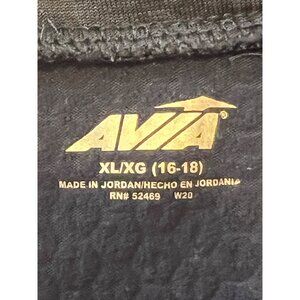 AVIA®
XL/XG (16-18)
MADE IN JORDAN/HECHO EN JORDANIA
RN# 52469 W20